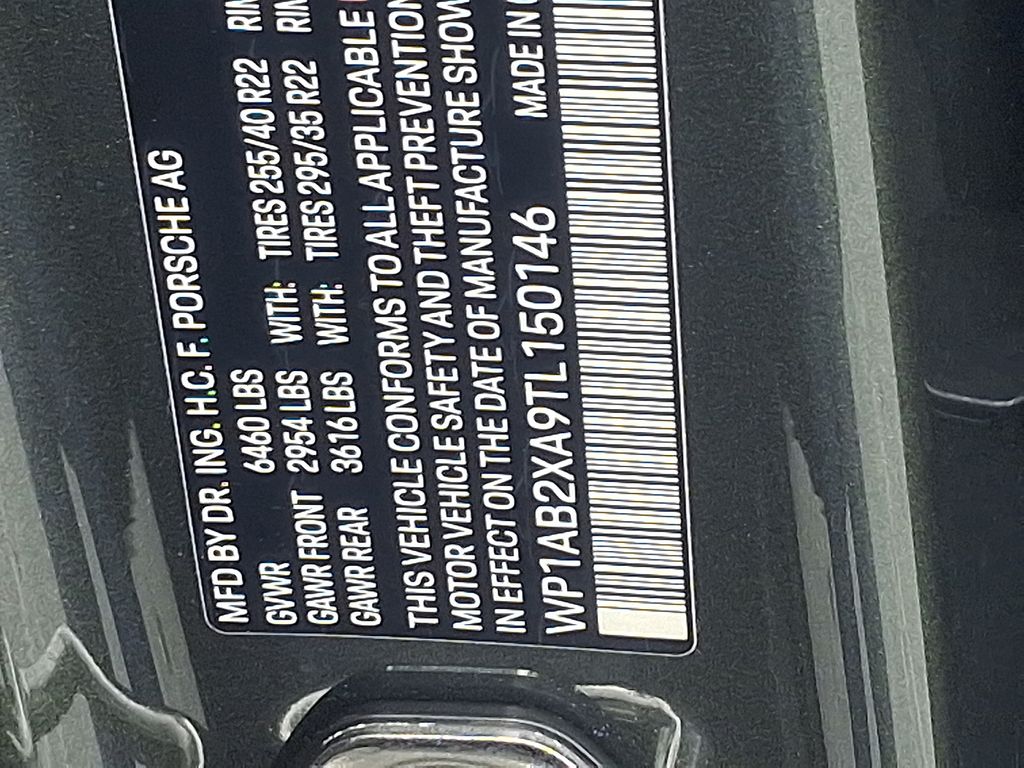 MFD BY DR. ING. H.C. F. PORSCHE AG
GVWR 6460 LBS WITH: TIRES 255/40 R22
GAWR FRONT 2954 LBS WITH: TIRES 295/35 R22
GAWR REAR 3616 LBS
THIS VEHICLE CONFORMS TO ALL APPLICABLE
MOTOR VEHICLE SAFETY AND THEFT PREVENTION
IN EFFECT ON THE DATE OF MANUFACTURE SHOW
WP1AB2XA9TL150146 MADE IN